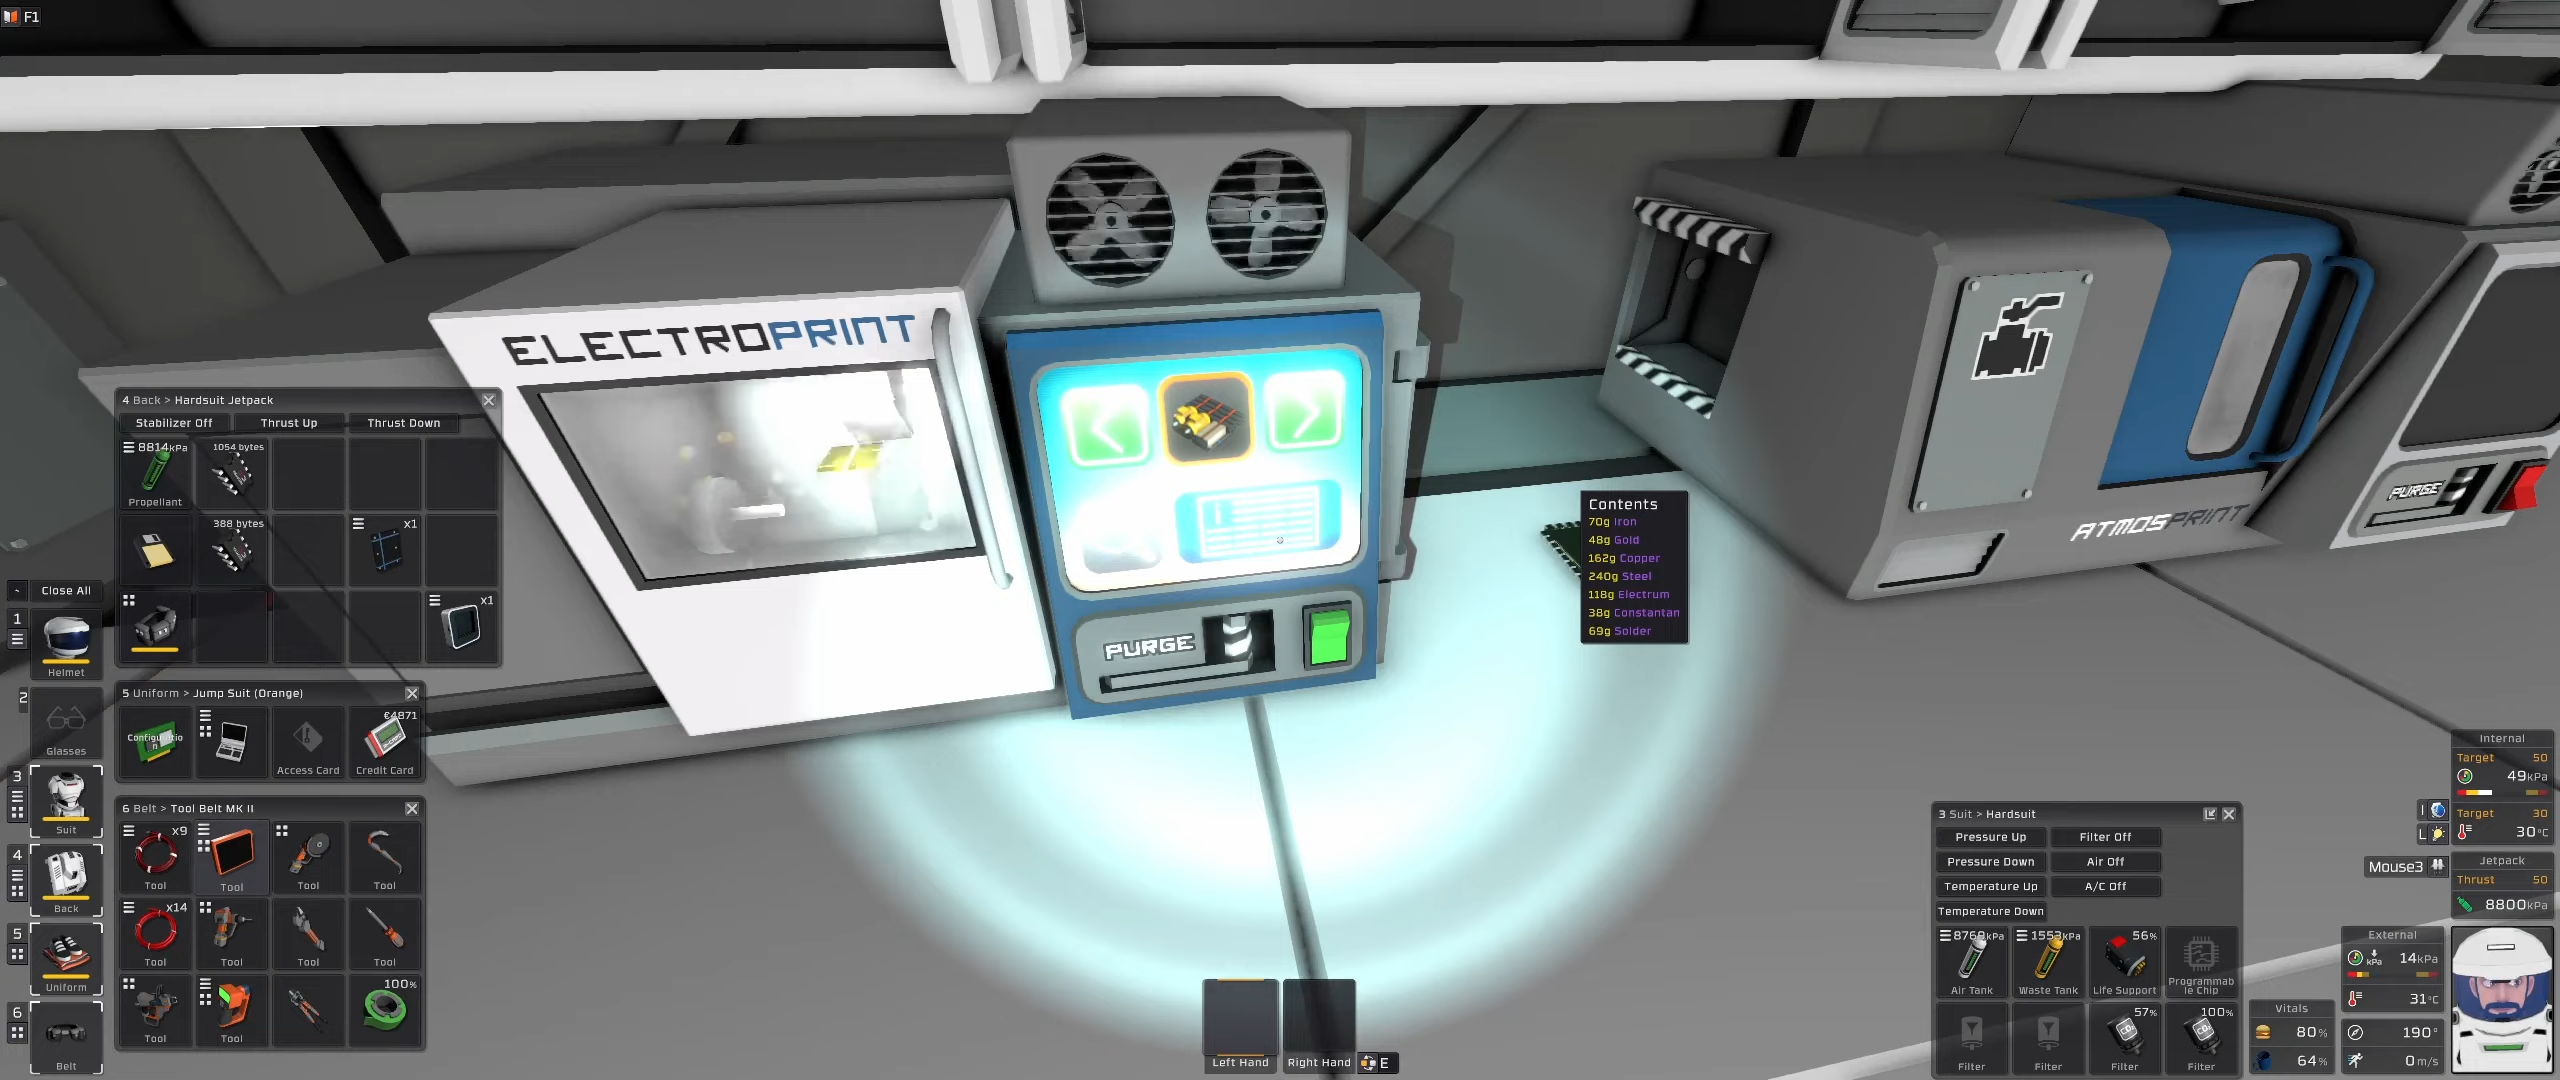 F1
ELECTROPRINT
4 Back > Hardsuit Jetpack
Stabilizer Off
Thrust Up
Thrust Down
8814kPa
Propellant
1054 bytes
388 bytes
x1
x1
~
Close All
1
Helmet
2
Glasses
3
Suit
4
Back
5
Uniform
6
Belt
5 Uniform > Jump Suit (Orange)
Configuratio
n
Access Card
€4871
Credit Card
6 Belt > Tool Belt MK II
x9
Tool
Tool
Tool
Tool
x14
Tool
Tool
Tool
Tool
Tool
Tool
100%
PURGE
Contents
70g Iron
48g Gold
162g Copper
240g Steel
118g Electrum
38g Constantan
69g Solder
ATMOSPRINT
PURGE
Left Hand
Right Hand
E
3 Suit > Hardsuit
Pressure Up
Filter Off
Pressure Down
Air Off
Temperature Up
A/C Off
Temperature Down
Air Tank
Waste Tank
56%
Life Support
Programmab
le Chip
Filter
Filter
57%
Filter
100%
Filter
Internal
Target 50
49kPa
Target 30
30°C
I
L
Mouse3
Jetpack
Thrust 50
8800kPa
External
kPa
14kPa
31°C
Vitals
80%
64%
190°
0m/s